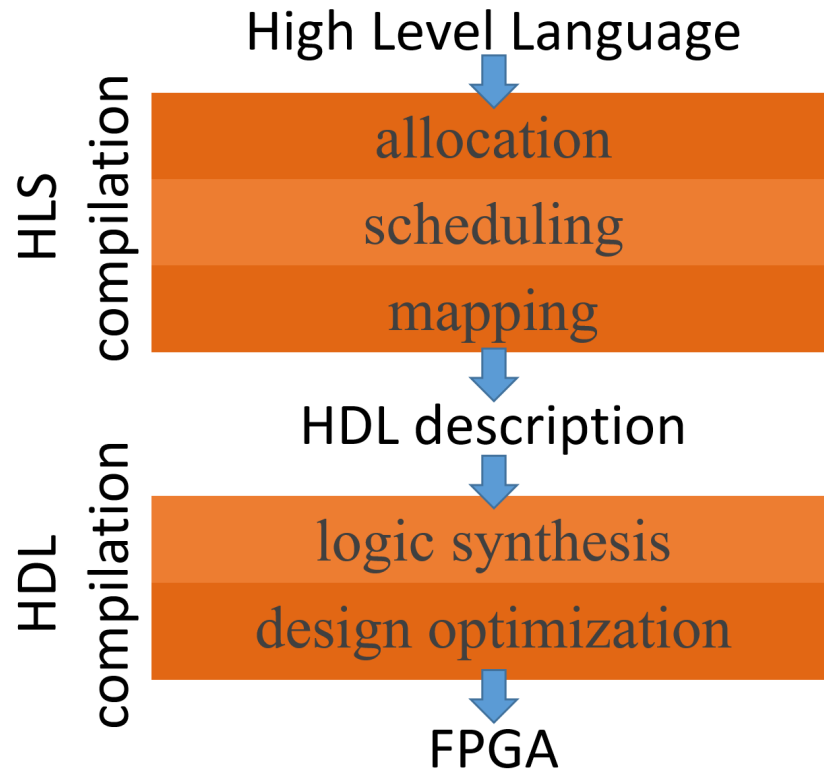 High Level Language
HLS
compilation
allocation
scheduling
mapping
HDL description
HDL
compilation
logic synthesis
design optimization
FPGA